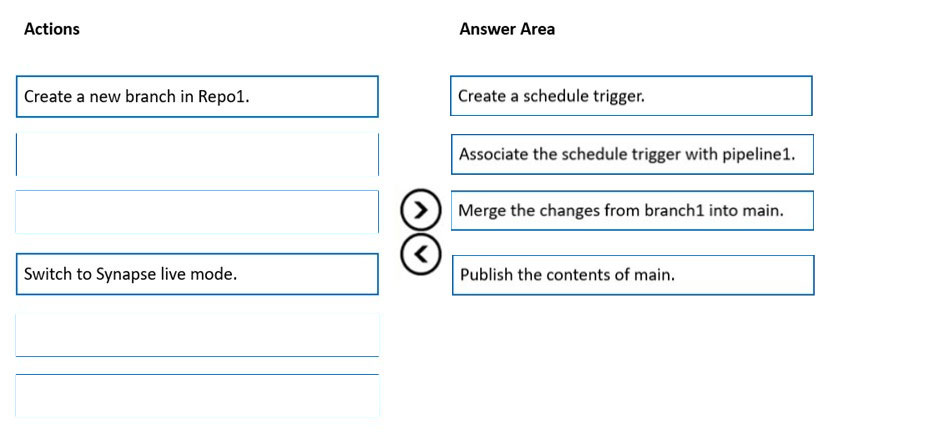 Actions
Answer Area
Create a new branch in Repo1.
Create a schedule trigger.
Associate the schedule trigger with pipeline1.
Merge the changes from branch1 into main.
Switch to Synapse live mode.
Publish the contents of main.